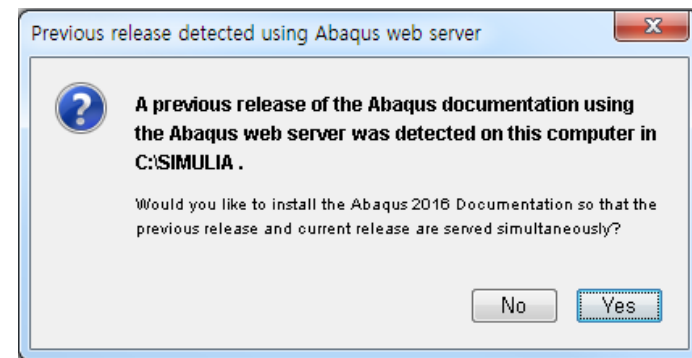 Previous release detected using Abaqus web server
A previous release of the Abaqus documentation using
the Abaqus web server was detected on this computer in
C:\SIMULIA .
Would you like to install the Abaqus 2016 Documentation so that the
previous release and current release are served simultaneously?
No
Yes